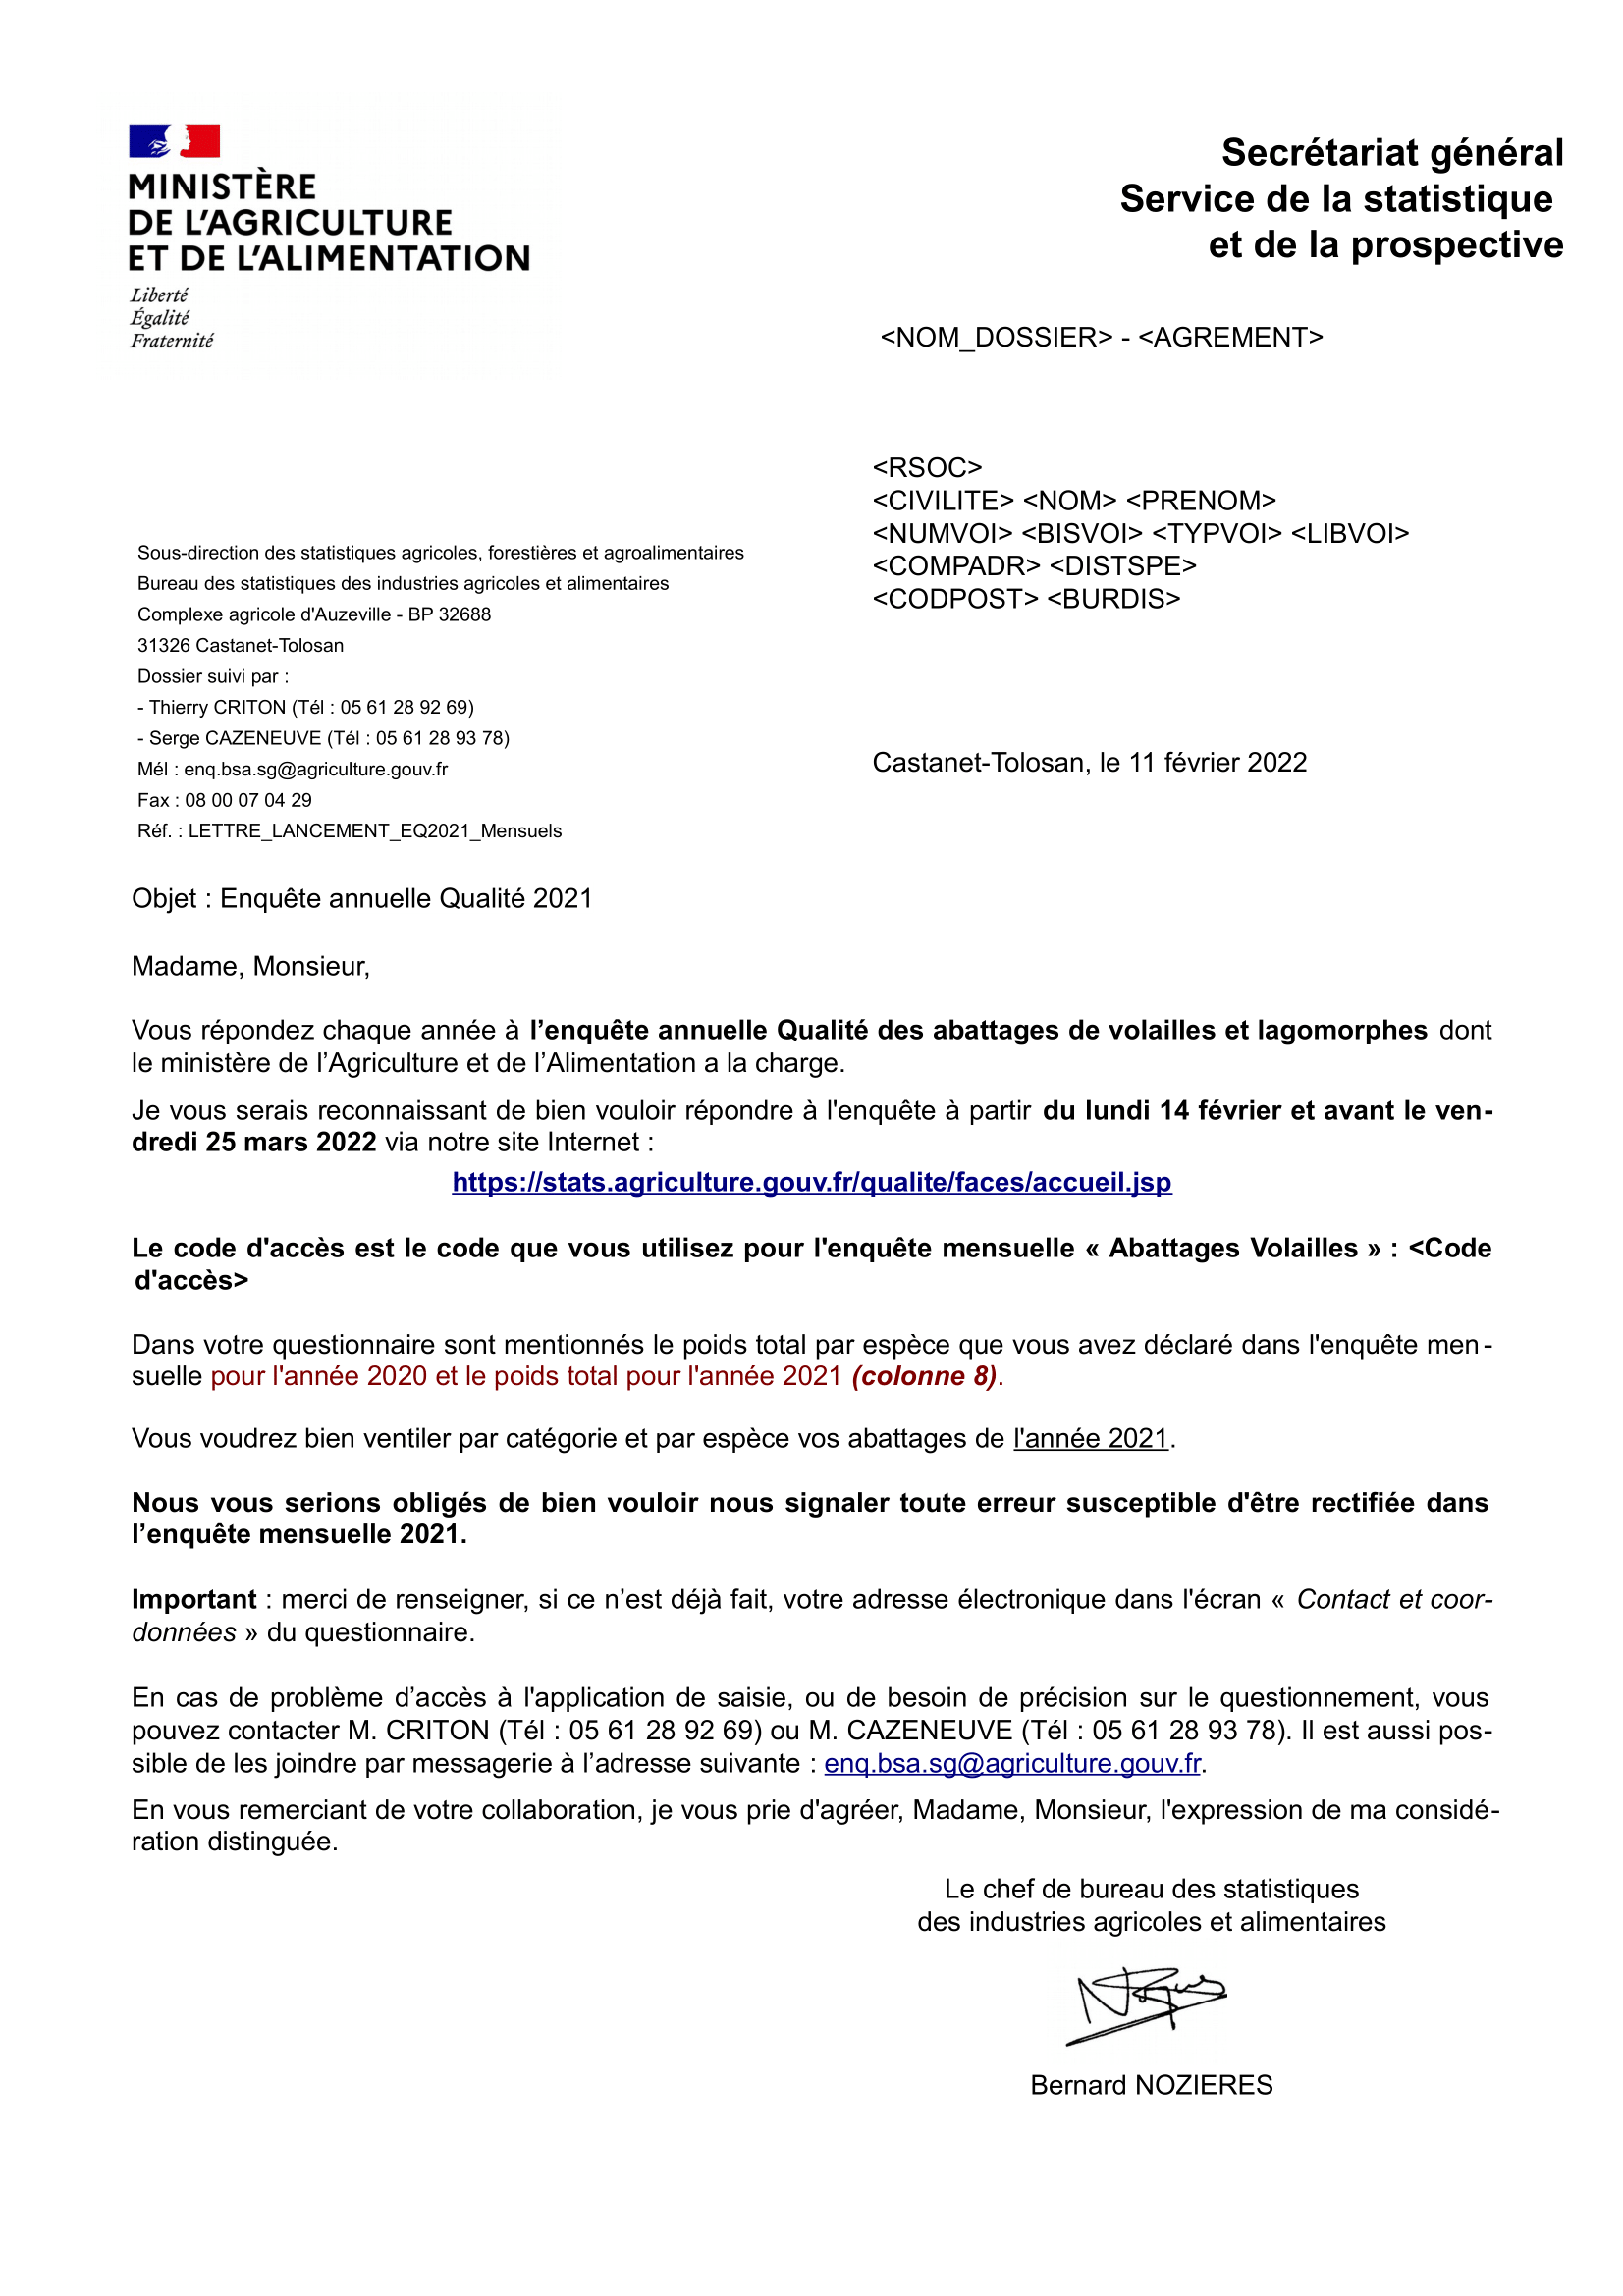 MINISTÈRE
DE L’AGRICULTURE
ET DE L’ALIMENTATION
Liberté
Égalité
Fraternité
Secrétariat général
Service de la statistique
et de la prospective
<NOM_DOSSIER> - <AGREMENT>
<RSOC>
<CIVILITE> <NOM> <PRENOM>
<NUMVOI> <BISVOI> <TYPVOI> <LIBVOI>
<COMPADR> <DISTSPE>
<CODPOST> <BURDIS>
Sous-direction des statistiques agricoles, forestières et agroalimentaires
Bureau des statistiques des industries agricoles et alimentaires
Complexe agricole d'Auzeville - BP 32688
31326 Castanet-Tolosan
Dossier suivi par :
- Thierry CRITON (Tél : 05 61 28 92 69)
- Serge CAZENEUVE (Tél : 05 61 28 93 78)
Mél : enq.bsa.sg@agriculture.gouv.fr
Fax : 08 00 07 04 29
Réf. : LETTRE_LANCEMENT_EQ2021_Mensuels
Castanet-Tolosan, le 11 février 2022
Objet : Enquête annuelle Qualité 2021
Madame, Monsieur,
Vous répondez chaque année à l’enquête annuelle Qualité des abattages de volailles et lagomorphes dont
le ministère de l’Agriculture et de l’Alimentation a la charge.
Je vous serais reconnaissant de bien vouloir répondre à l'enquête à partir du lundi 14 février et avant le ven-
dredi 25 mars 2022 via notre site Internet :
https://stats.agriculture.gouv.fr/qualite/faces/accueil.jsp
Le code d'accès est le code que vous utilisez pour l'enquête mensuelle « Abattages Volailles » : <Code
d'accès>
Dans votre questionnaire sont mentionnés le poids total par espèce que vous avez déclaré dans l'enquête men-
suelle pour l'année 2020 et le poids total pour l'année 2021 (colonne 8).
Vous voudrez bien ventiler par catégorie et par espèce vos abattages de l'année 2021.
Nous vous serions obligés de bien vouloir nous signaler toute erreur susceptible d'être rectifiée dans
l’enquête mensuelle 2021.
Important : merci de renseigner, si ce n’est déjà fait, votre adresse électronique dans l'écran « Contact et coor-
données » du questionnaire.
En cas de problème d’accès à l'application de saisie, ou de besoin de précision sur le questionnement, vous
pouvez contacter M. CRITON (Tél : 05 61 28 92 69) ou M. CAZENEUVE (Tél : 05 61 28 93 78). Il est aussi pos-
sible de les joindre par messagerie à l’adresse suivante : enq.bsa.sg@agriculture.gouv.fr.
En vous remerciant de votre collaboration, je vous prie d'agréer, Madame, Monsieur, l'expression de ma considé-
ration distinguée.
Le chef de bureau des statistiques
des industries agricoles et alimentaires
Bernard NOZIERES